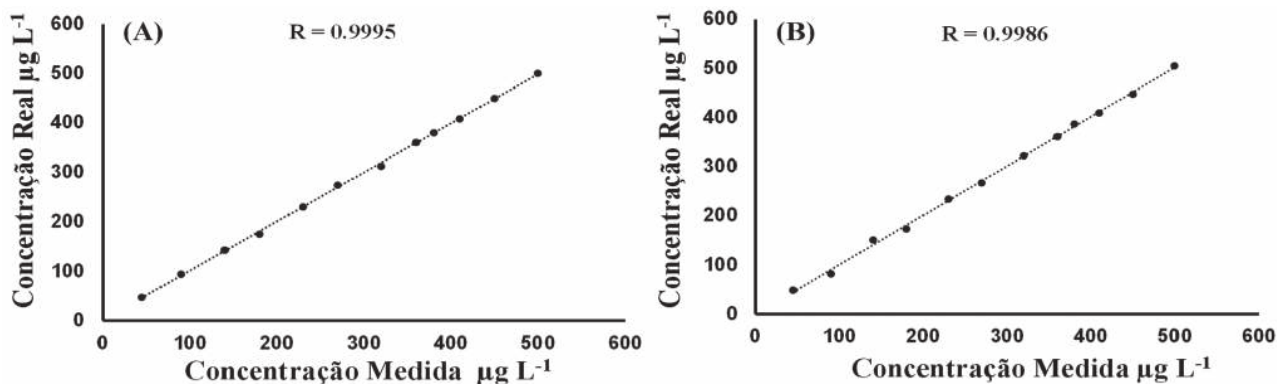 (A)
R = 0.9995
Concentração Real µg L⁻¹
600
500
400
300
200
100
0
0 100 200 300 400 500 600
Concentração Medida µg L⁻¹
(B)
R = 0.9986
Concentração Real µg L⁻¹
600
500
400
300
200
100
0
0 100 200 300 400 500 600
Concentração Medida µg L⁻¹